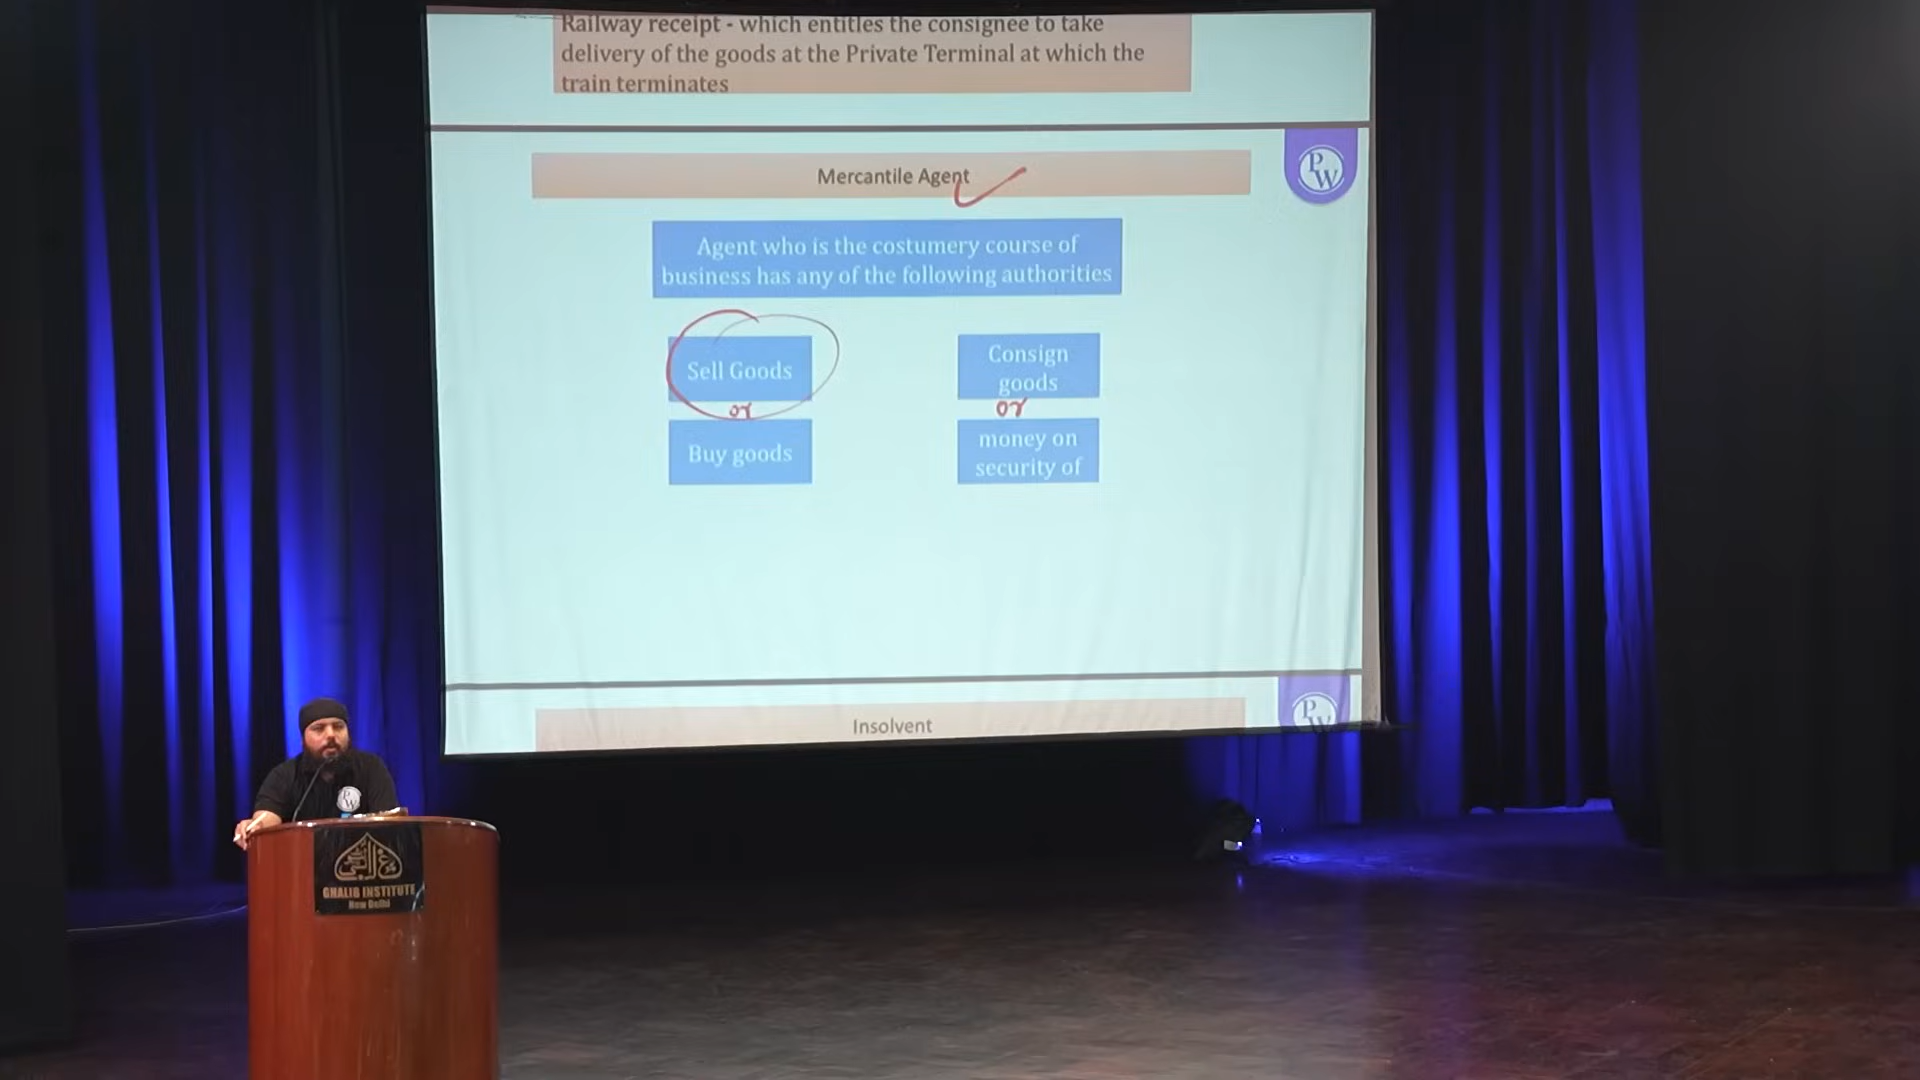 Railway receipt - which entitles the consignee to take
delivery of the goods at the Private Terminal at which the
train terminates
Mercantile Agent
P
W
Agent who is the costumery course of
business has any of the following authorities
Sell Goods
or
Buy goods
Consign
goods
or
money on
security of
Insolvent
P
W
P
W
GHALIB INSTITUTE
New Delhi